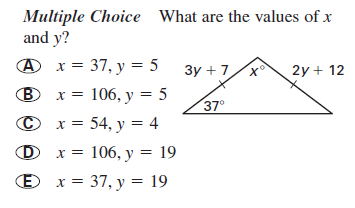 Multiple Choice What are the values of x
and y?
A x = 37, y = 5
B x = 106, y = 5
C x = 54, y = 4
D x = 106, y = 19
E x = 37, y = 19
3y + 7
x°
2y + 12
37°